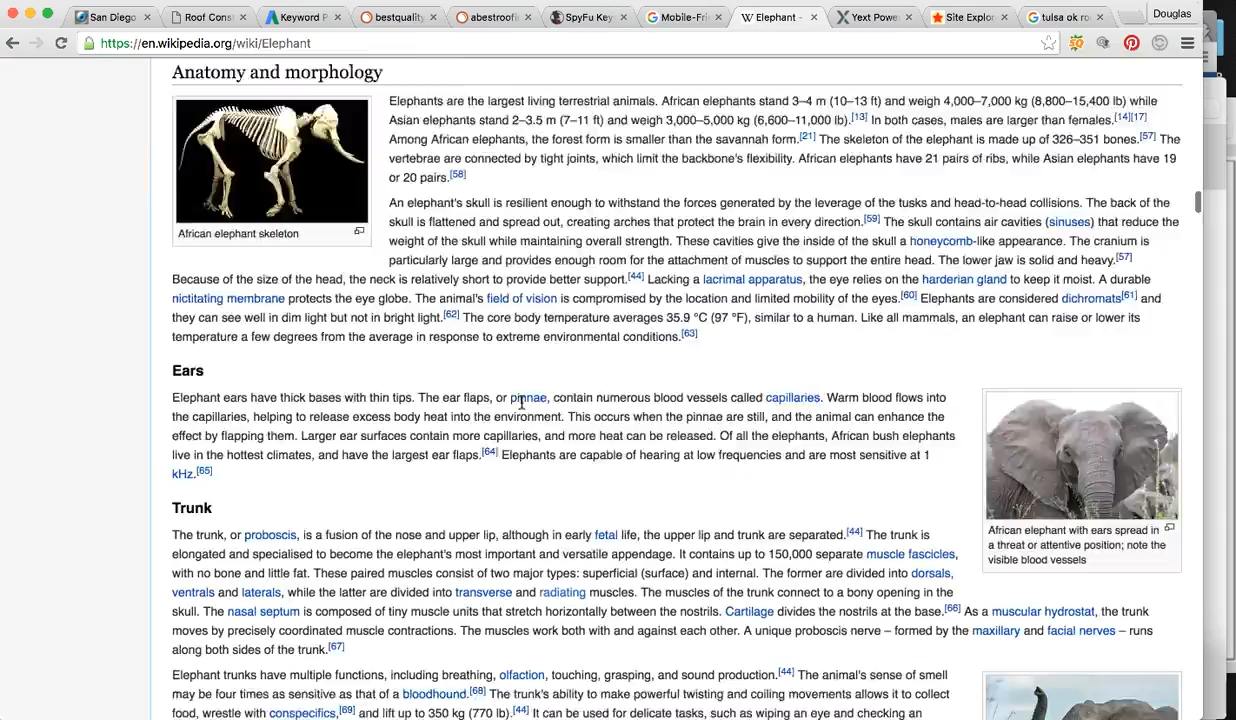 San Diego
Roof Cons
Keyword P
bestquality
abestroofi
SpyFu Key
Mobile-Fri
Elephant -
Yext Powe
Site Explor
tulsa ok ro
Douglas
https://en.wikipedia.org/wiki/Elephant
Anatomy and morphology
Elephants are the largest living terrestrial animals. African elephants stand 3–4 m (10–13 ft) and weigh 4,000–7,000 kg (8,800–15,400 lb) while
Asian elephants stand 2–3.5 m (7–11 ft) and weigh 3,000–5,000 kg (6,600–11,000 lb).[13] In both cases, males are larger than females.[14][17]
Among African elephants, the forest form is smaller than the savannah form.[21] The skeleton of the elephant is made up of 326–351 bones.[57] The
vertebrae are connected by tight joints, which limit the backbone's flexibility. African elephants have 21 pairs of ribs, while Asian elephants have 19
or 20 pairs.[58]
African elephant skeleton
An elephant's skull is resilient enough to withstand the forces generated by the leverage of the tusks and head-to-head collisions. The back of the
skull is flattened and spread out, creating arches that protect the brain in every direction.[59] The skull contains air cavities (sinuses) that reduce the
weight of the skull while maintaining overall strength. These cavities give the inside of the skull a honeycomb-like appearance. The cranium is
particularly large and provides enough room for the attachment of muscles to support the entire head. The lower jaw is solid and heavy.[57]
Because of the size of the head, the neck is relatively short to provide better support.[44] Lacking a lacrimal apparatus, the eye relies on the harderian gland to keep it moist. A durable
nictitating membrane protects the eye globe. The animal's field of vision is compromised by the location and limited mobility of the eyes.[60] Elephants are considered dichromats[61] and
they can see well in dim light but not in bright light.[62] The core body temperature averages 35.9 °C (97 °F), similar to a human. Like all mammals, an elephant can raise or lower its
temperature a few degrees from the average in response to extreme environmental conditions.[63]
Ears
Elephant ears have thick bases with thin tips. The ear flaps, or pinnae, contain numerous blood vessels called capillaries. Warm blood flows into
the capillaries, helping to release excess body heat into the environment. This occurs when the pinnae are still, and the animal can enhance the
effect by flapping them. Larger ear surfaces contain more capillaries, and more heat can be released. Of all the elephants, African bush elephants
live in the hottest climates, and have the largest ear flaps.[64] Elephants are capable of hearing at low frequencies and are most sensitive at 1
kHz.[65]
African elephant with ears spread in
a threat or attentive position; note the
visible blood vessels
Trunk
The trunk, or proboscis, is a fusion of the nose and upper lip, although in early fetal life, the upper lip and trunk are separated.[44] The trunk is
elongated and specialised to become the elephant's most important and versatile appendage. It contains up to 150,000 separate muscle fascicles,
with no bone and little fat. These paired muscles consist of two major types: superficial (surface) and internal. The former are divided into dorsals,
ventrals and laterals, while the latter are divided into transverse and radiating muscles. The muscles of the trunk connect to a bony opening in the
skull. The nasal septum is composed of tiny muscle units that stretch horizontally between the nostrils. Cartilage divides the nostrils at the base.[66] As a muscular hydrostat, the trunk
moves by precisely coordinated muscle contractions. The muscles work both with and against each other. A unique proboscis nerve – formed by the maxillary and facial nerves – runs
along both sides of the trunk.[67]
Elephant trunks have multiple functions, including breathing, olfaction, touching, grasping, and sound production.[44] The animal's sense of smell
may be four times as sensitive as that of a bloodhound.[68] The trunk's ability to make powerful twisting and coiling movements allows it to collect
food, wrestle with conspecifics,[69] and lift up to 350 kg (770 lb).[44] It can be used for delicate tasks, such as wiping an eye and checking an